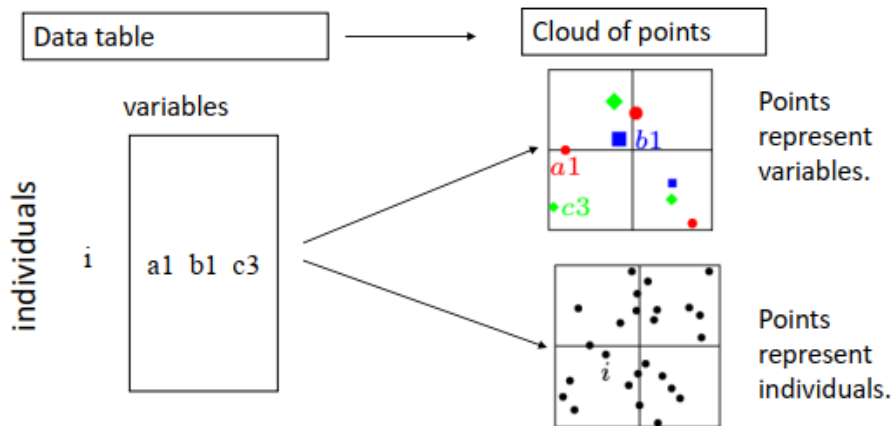 Data table
Cloud of points
variables
individuals
i
a1 b1 c3
b1
a1
c3
Points
represent
variables.
i
Points
represent
individuals.